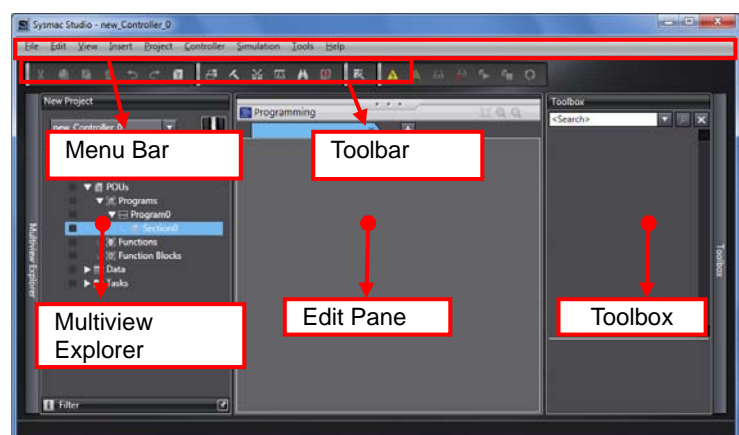 Sysmac Studio - new_Controller_0
File Edit View Insert Project Controller Simulation Tools Help
New Project
new_Controller_0
Programming
Toolbox
<Search>
Menu Bar
Toolbar
POUs
Programs
Program0
Section0
Functions
Function Blocks
Data
Tasks
Multiview Explorer
Toolbox
Multiview
Explorer
Edit Pane
Toolbox
Filter